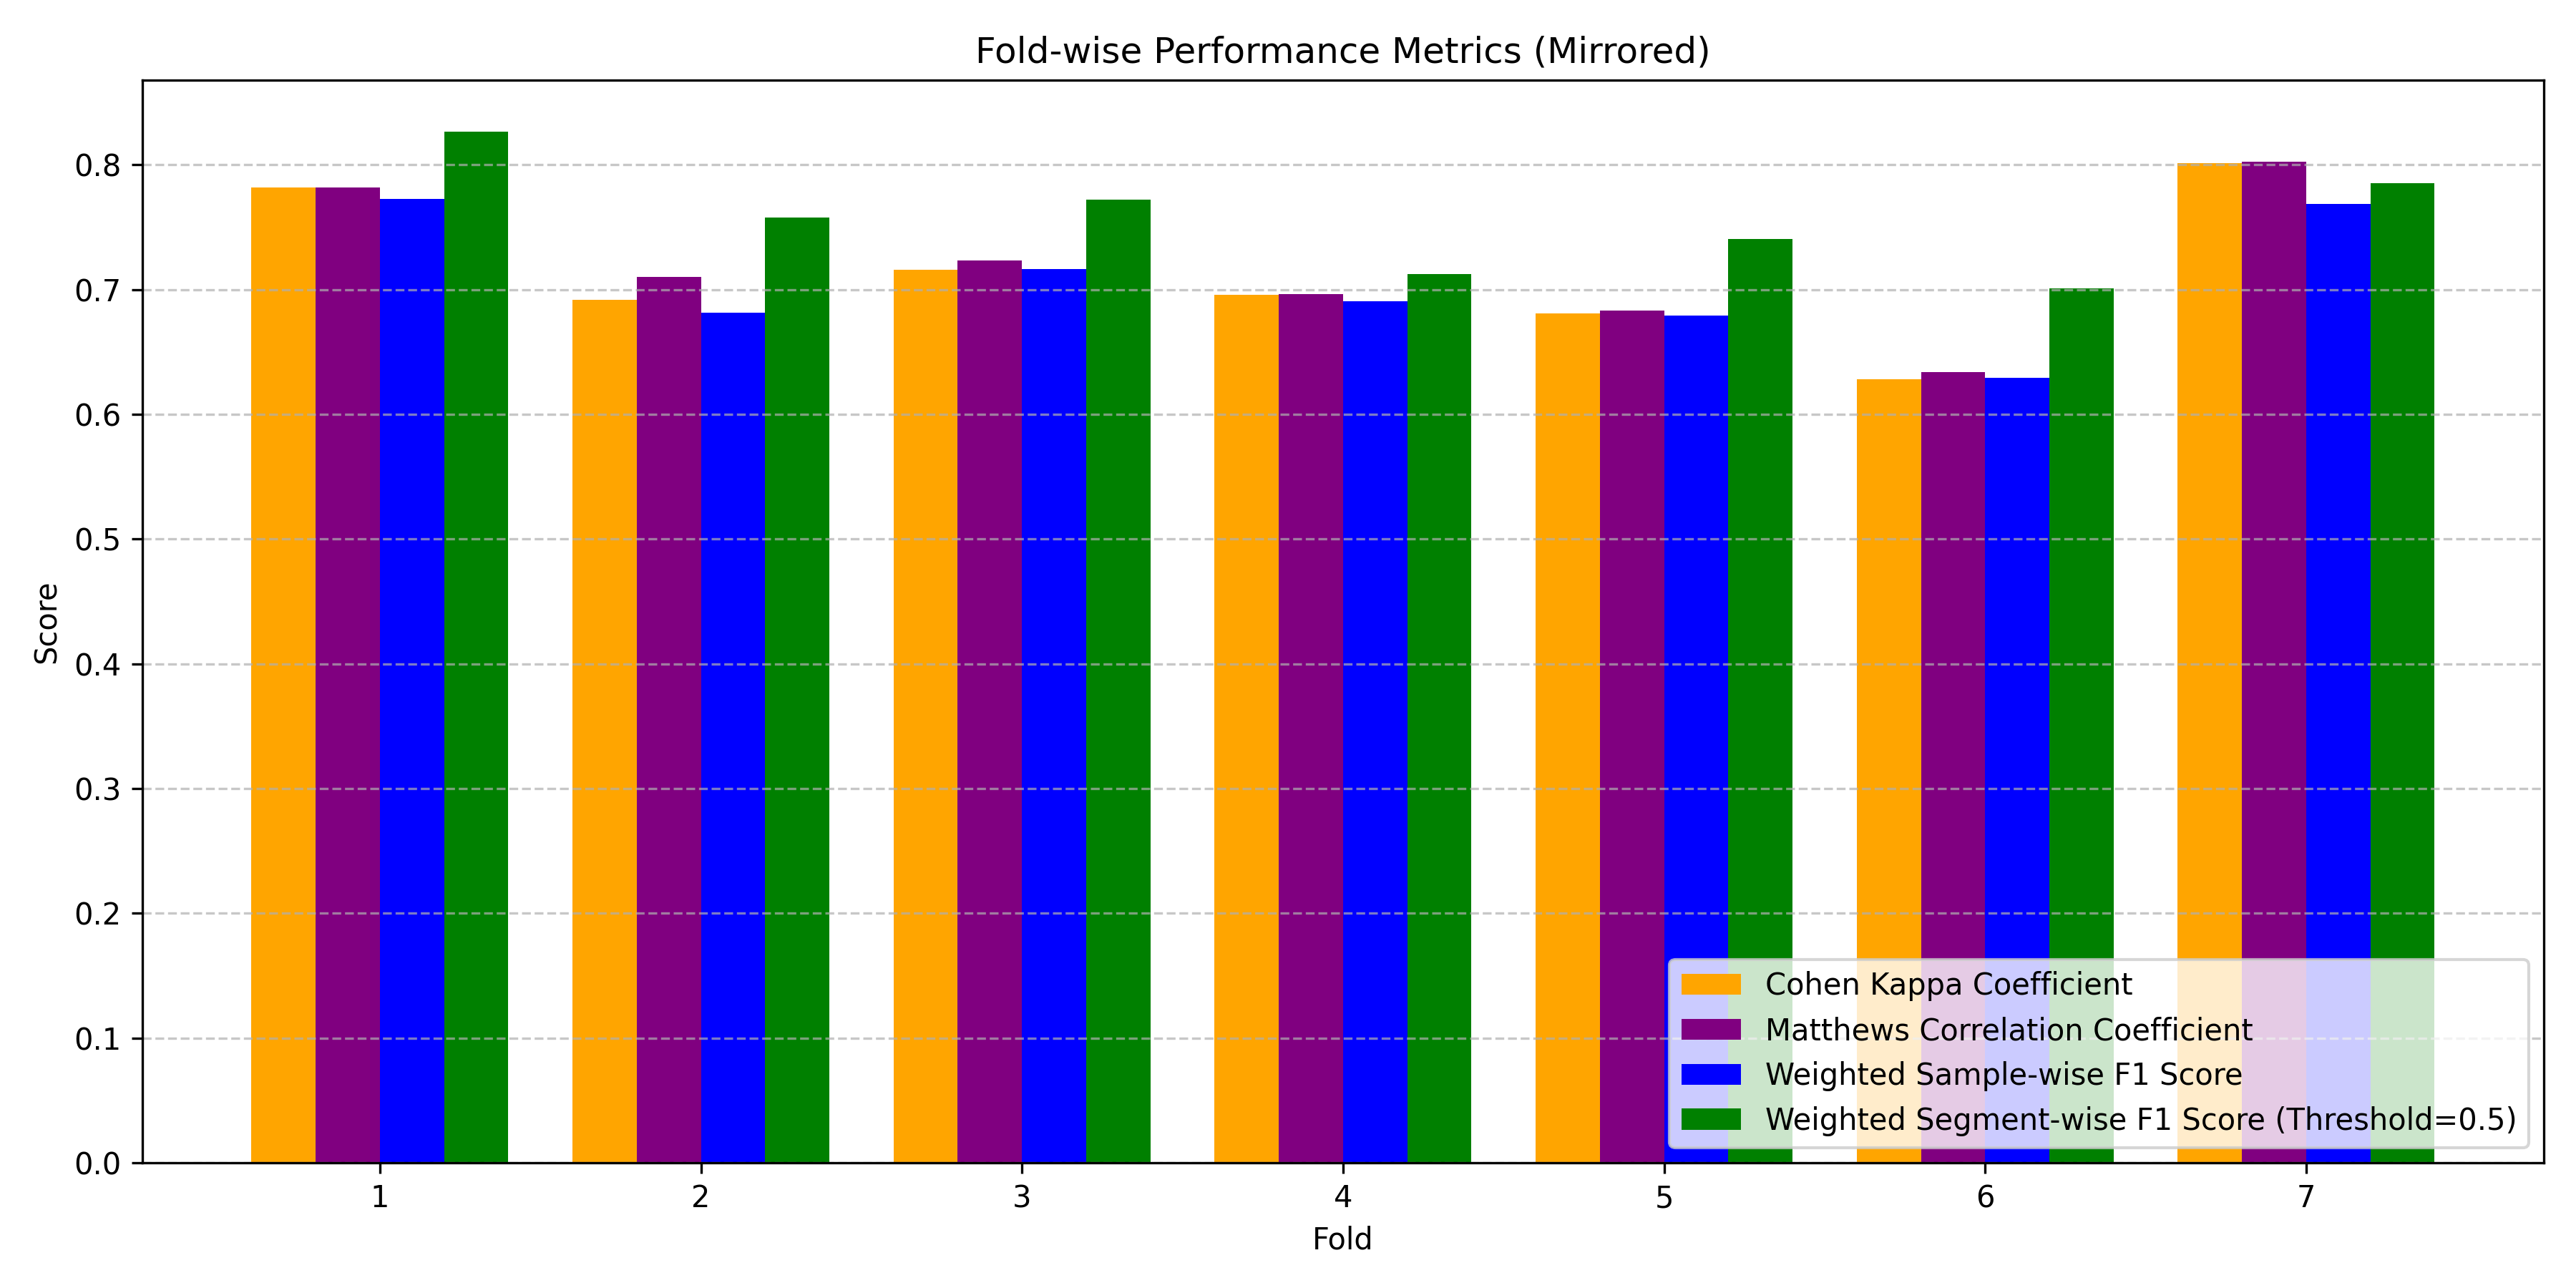 Fold-wise Performance Metrics (Mirrored)
Score
0.8
0.7
0.6
0.5
0.4
0.3
0.2
0.1
0.0
Cohen Kappa Coefficient
Matthews Correlation Coefficient
Weighted Sample-wise F1 Score
Weighted Segment-wise F1 Score (Threshold=0.5)
1 2 3 4 5 6 7
Fold